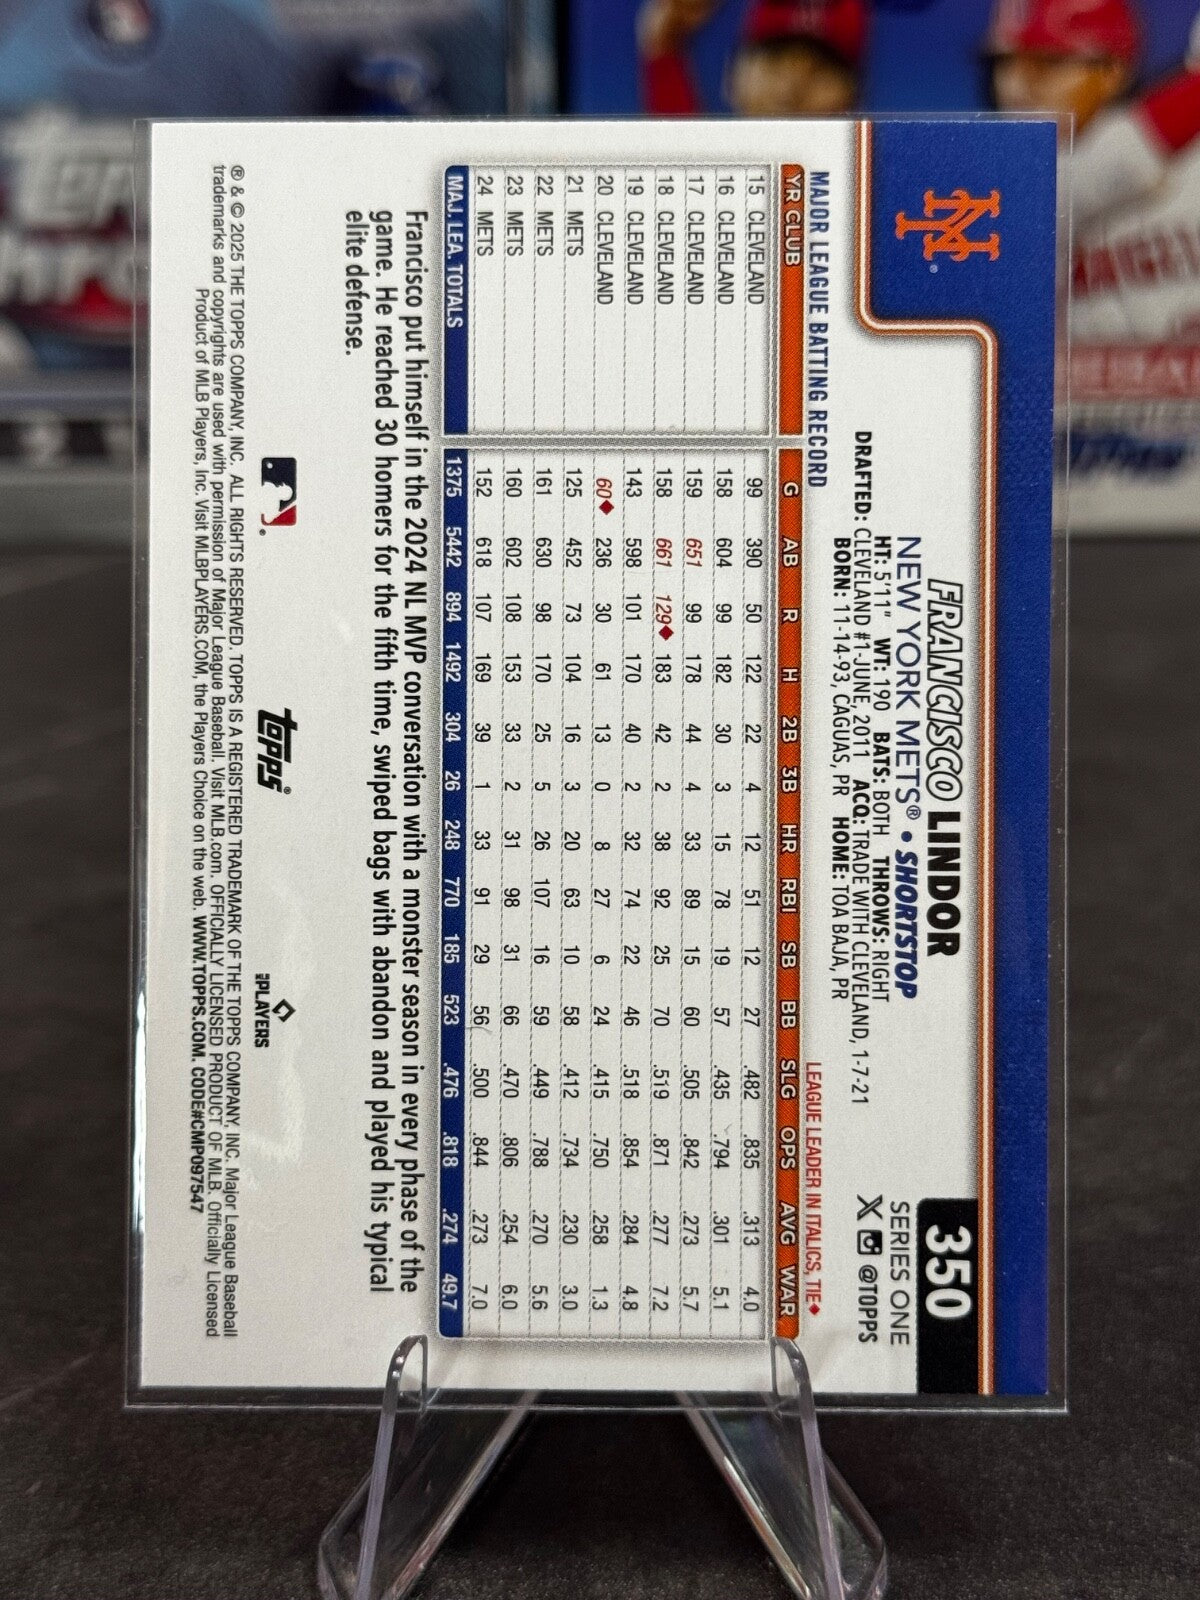 350
SERIES ONE
@TOPPS
FRANCISCO LINDOR
NEW YORK METS® • SHORTSTOP
HT: 5'11" WT: 190 BATS: BOTH THROWS: RIGHT
DRAFTED: CLEVELAND #1-JUNE, 2011 ACQ: TRADE WITH CLEVELAND, 1-7-21
BORN: 11-14-93, CAGUAS, PR HOME: TOA BAJA, PR
MAJOR LEAGUE BATTING RECORD LEAGUE LEADER IN ITALICS, TIE♦
YR CLUB G AB R H 2B 3B HR RBI SB BB SLG OPS AVG WAR
15 CLEVELAND 99 390 50 122 22 4 12 51 12 27 .482 .835 .313 4.0
16 CLEVELAND 158 604 99 182 30 3 15 78 19 57 .435 .794 .301 5.1
17 CLEVELAND 159 651 99 178 44 4 33 89 15 60 .505 .842 .273 5.7
18 CLEVELAND 158 661 129♦ 183 42 2 38 92 25 70 .519 .871 .277 7.2
19 CLEVELAND 143 598 101 170 40 2 32 74 22 46 .518 .854 .284 4.8
20 CLEVELAND 60♦ 236 30 61 13 0 8 27 6 24 .415 .750 .258 1.3
21 METS 125 452 73 104 16 3 20 63 10 58 .412 .734 .230 3.0
22 METS 161 630 98 170 25 5 26 107 16 59 .449 .788 .270 5.6
23 METS 160 602 108 153 33 2 31 98 31 66 .470 .806 .254 6.0
24 METS 152 618 107 169 39 1 33 91 29 56 .500 .844 .273 7.0
MAJ. LEA. TOTALS 1375 5442 894 1492 304 26 248 770 185 523 .476 .818 .274 49.7
Francisco put himself in the 2024 NL MVP conversation with a monster season in every phase of the
game. He reached 30 homers for the fifth time, swiped bags with abandon and played his typical
elite defense.
topps®
PLAYERS
® & © 2025 THE TOPPS COMPANY, INC. ALL RIGHTS RESERVED. TOPPS IS A REGISTERED TRADEMARK OF THE TOPPS COMPANY, INC. Major League Baseball
trademarks and copyrights are used with permission of Major League Baseball. Visit MLB.com. OFFICIALLY LICENSED PRODUCT OF MLB. Officially Licensed
Product of MLB Players, Inc. Visit MLBPLAYERS.COM, the Players Choice on the web. WWW.TOPPS.COM. CODE#CMP097547